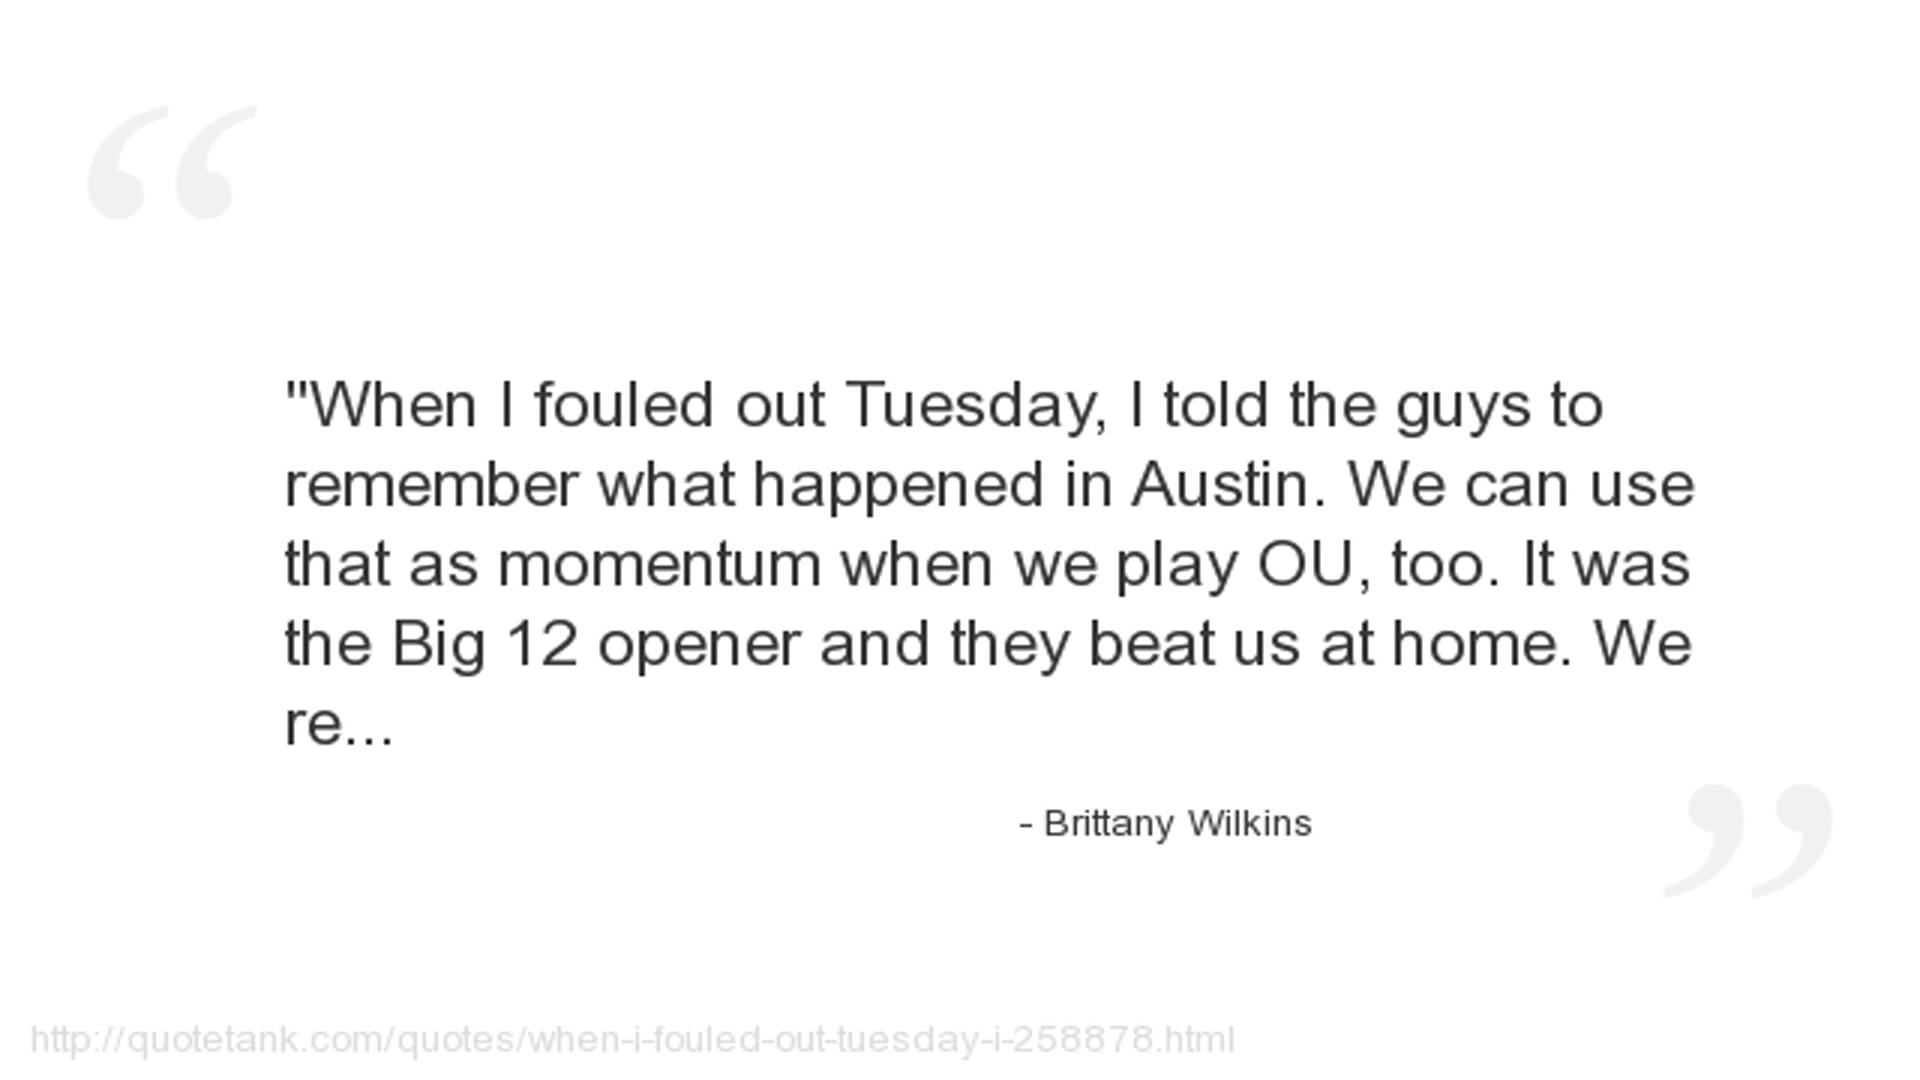 "When I fouled out Tuesday, I told the guys to
remember what happened in Austin. We can use
that as momentum when we play OU, too. It was
the Big 12 opener and they beat us at home. We
re...
- Brittany Wilkins
http://quotetank.com/quotes/when-i-fouled-out-tuesday-i-258878.html